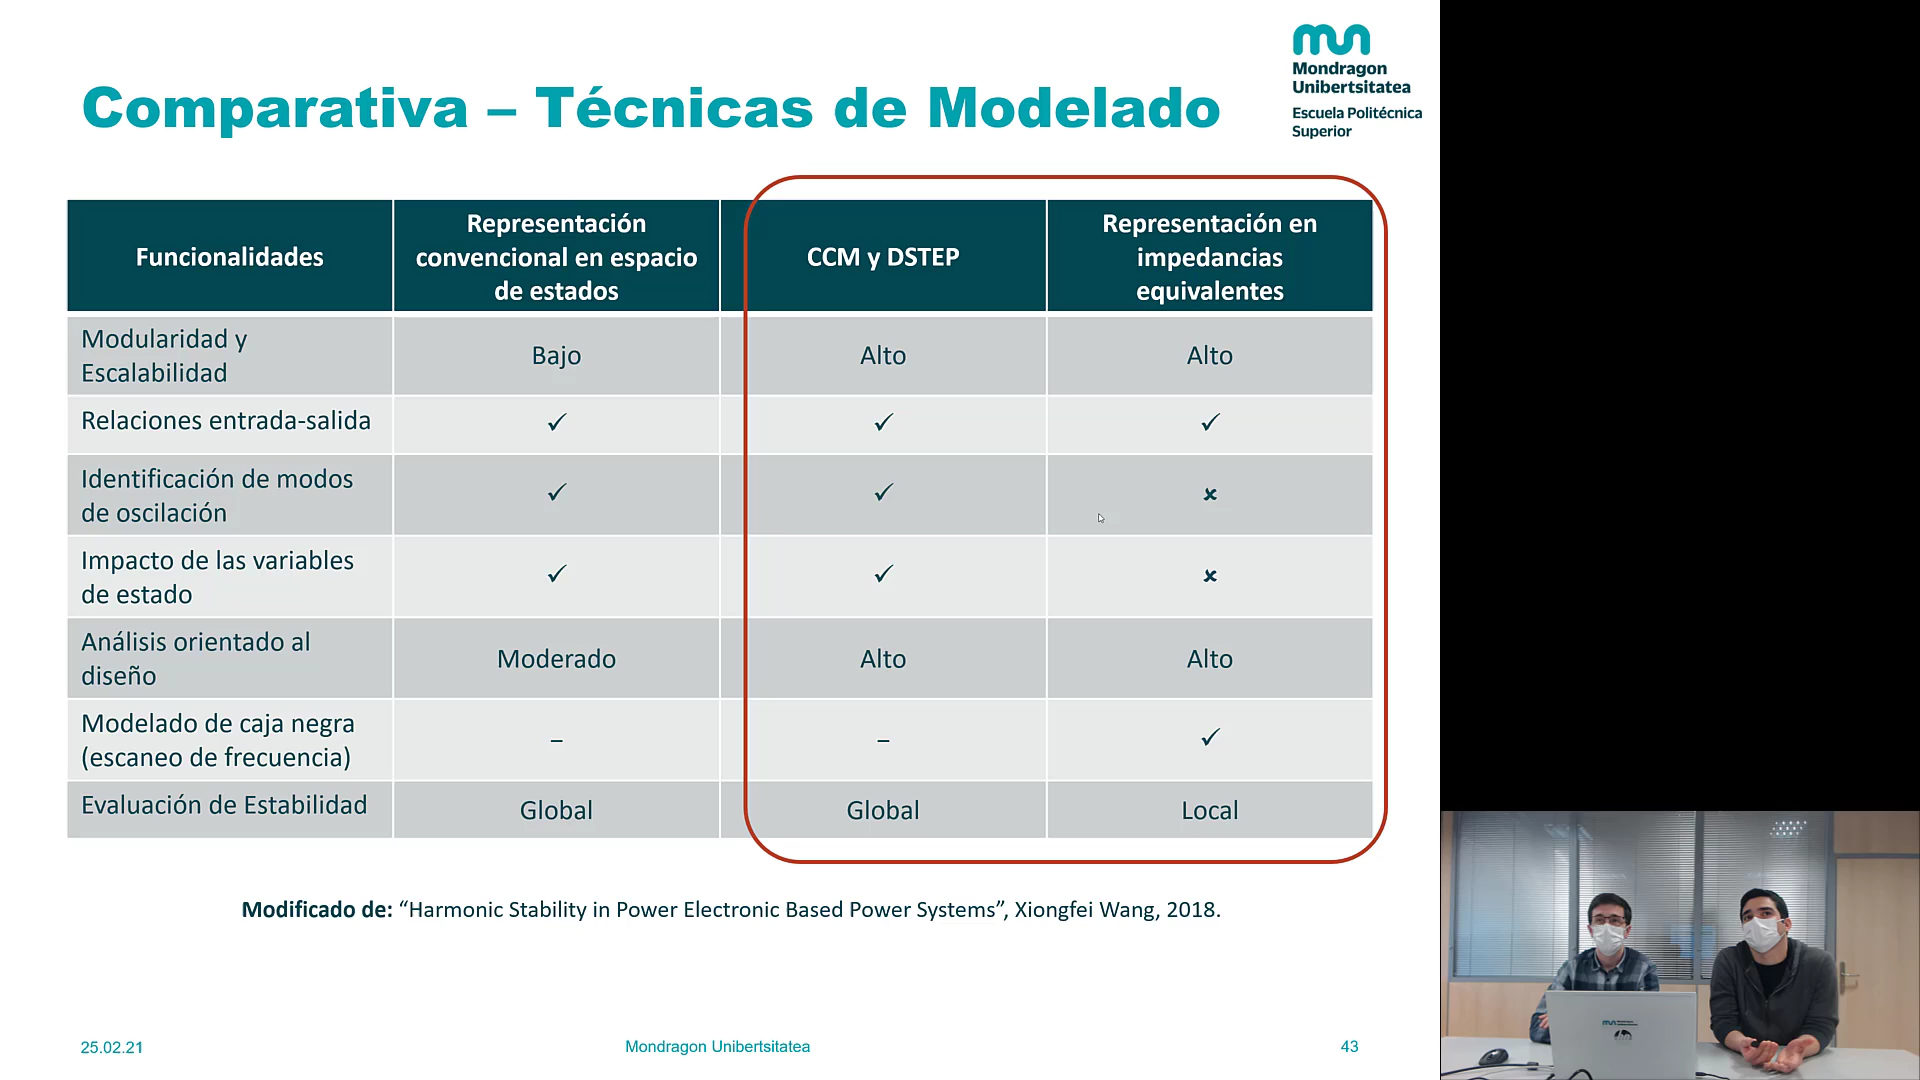 Mondragon
Unibertsitatea
Escuela Politécnica
Superior
Comparativa – Técnicas de Modelado
Funcionalidades
Representación
convencional en espacio
de estados
CCM y DSTEP
Representación en
impedancias
equivalentes
Modularidad y
Escalabilidad
Bajo
Alto
Alto
Relaciones entrada-salida
✓
✓
✓
Identificación de modos
de oscilación
✓
✓
✗
Impacto de las variables
de estado
✓
✓
✗
Análisis orientado al
diseño
Moderado
Alto
Alto
Modelado de caja negra
(escaneo de frecuencia)
–
–
✓
Evaluación de Estabilidad
Global
Global
Local
Modificado de: “Harmonic Stability in Power Electronic Based Power Systems”, Xiongfei Wang, 2018.
25.02.21
Mondragon Unibertsitatea
43